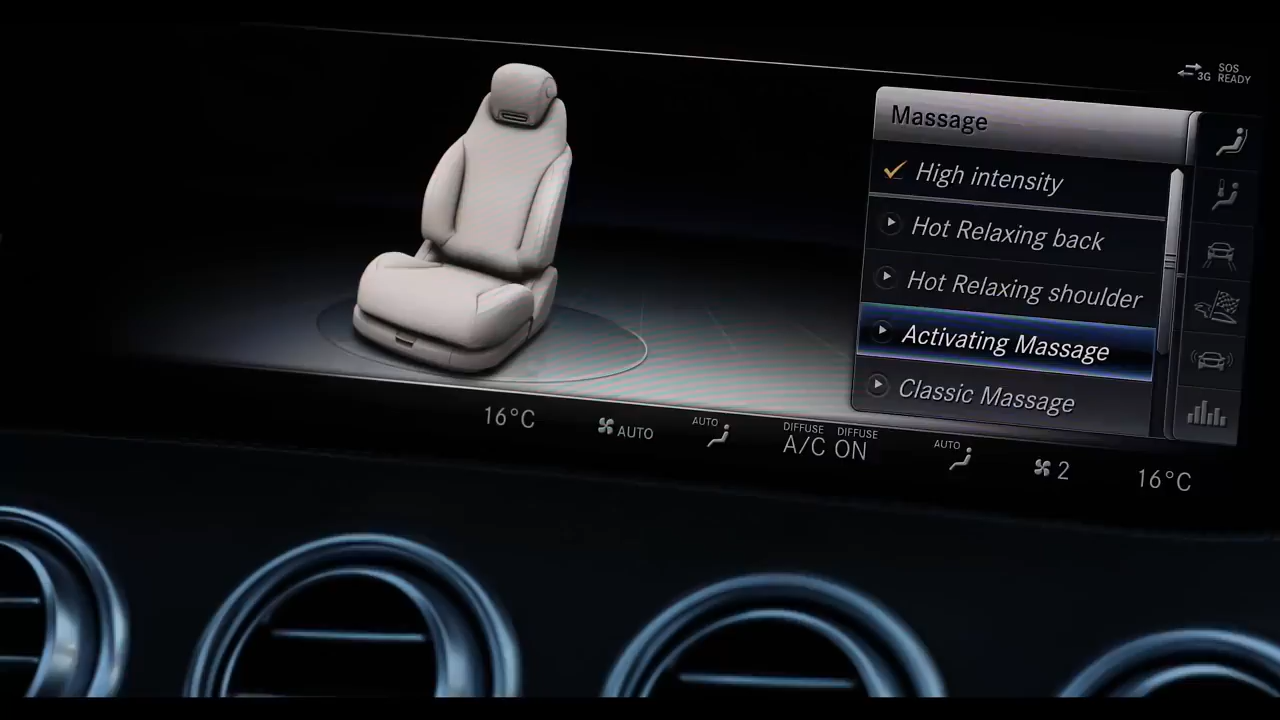 SOS
3G READY
Massage
High intensity
Hot Relaxing back
Hot Relaxing shoulder
Activating Massage
Classic Massage
16°C
AUTO
AUTO
DIFFUSE DIFFUSE
A/C ON
AUTO
2
16°C